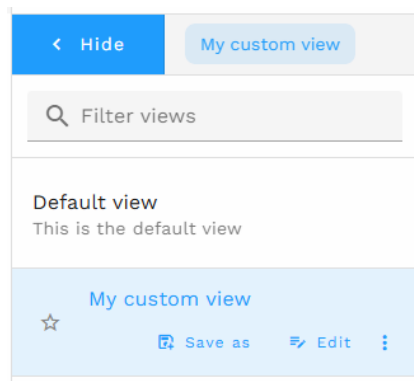 Hide My custom view
Filter views
Default view
This is the default view
My custom view
Save as Edit